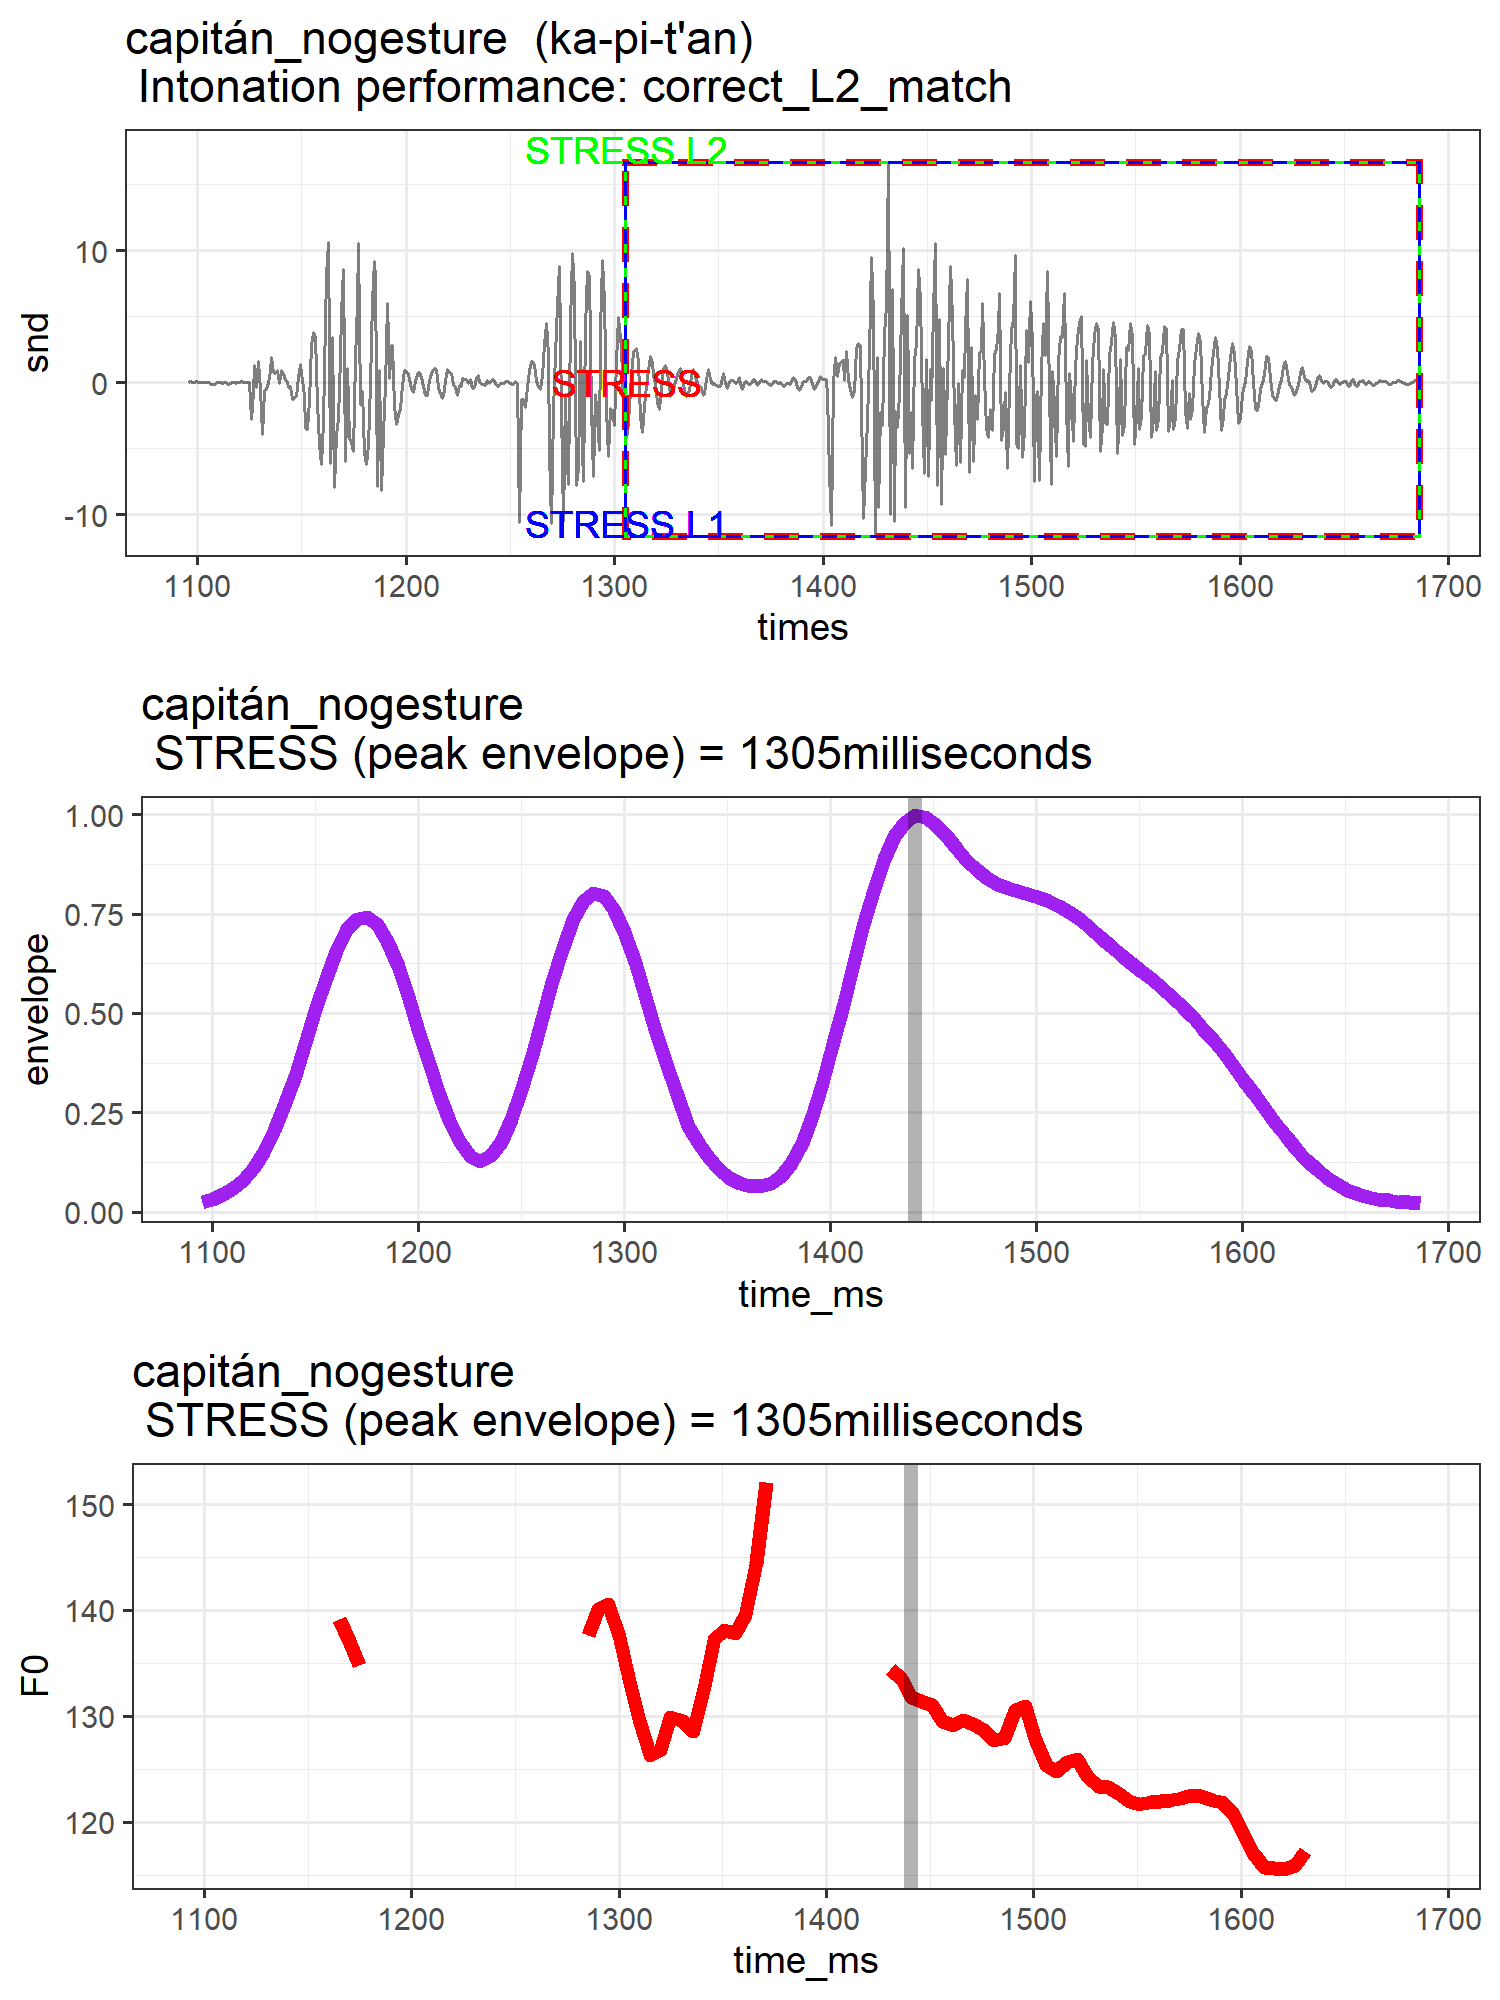 capitán_nogesture  (ka-pi-t'an)
Intonation performance: correct_L2_match
STRESS L2
STRESS
STRESS L1
snd
10
0
-10
1100 1200 1300 1400 1500 1600 1700
times
capitán_nogesture
STRESS (peak envelope) = 1305milliseconds
envelope
1.00
0.75
0.50
0.25
0.00
1100 1200 1300 1400 1500 1600 1700
time_ms
capitán_nogesture
STRESS (peak envelope) = 1305milliseconds
F0
150
140
130
120
1100 1200 1300 1400 1500 1600 1700
time_ms